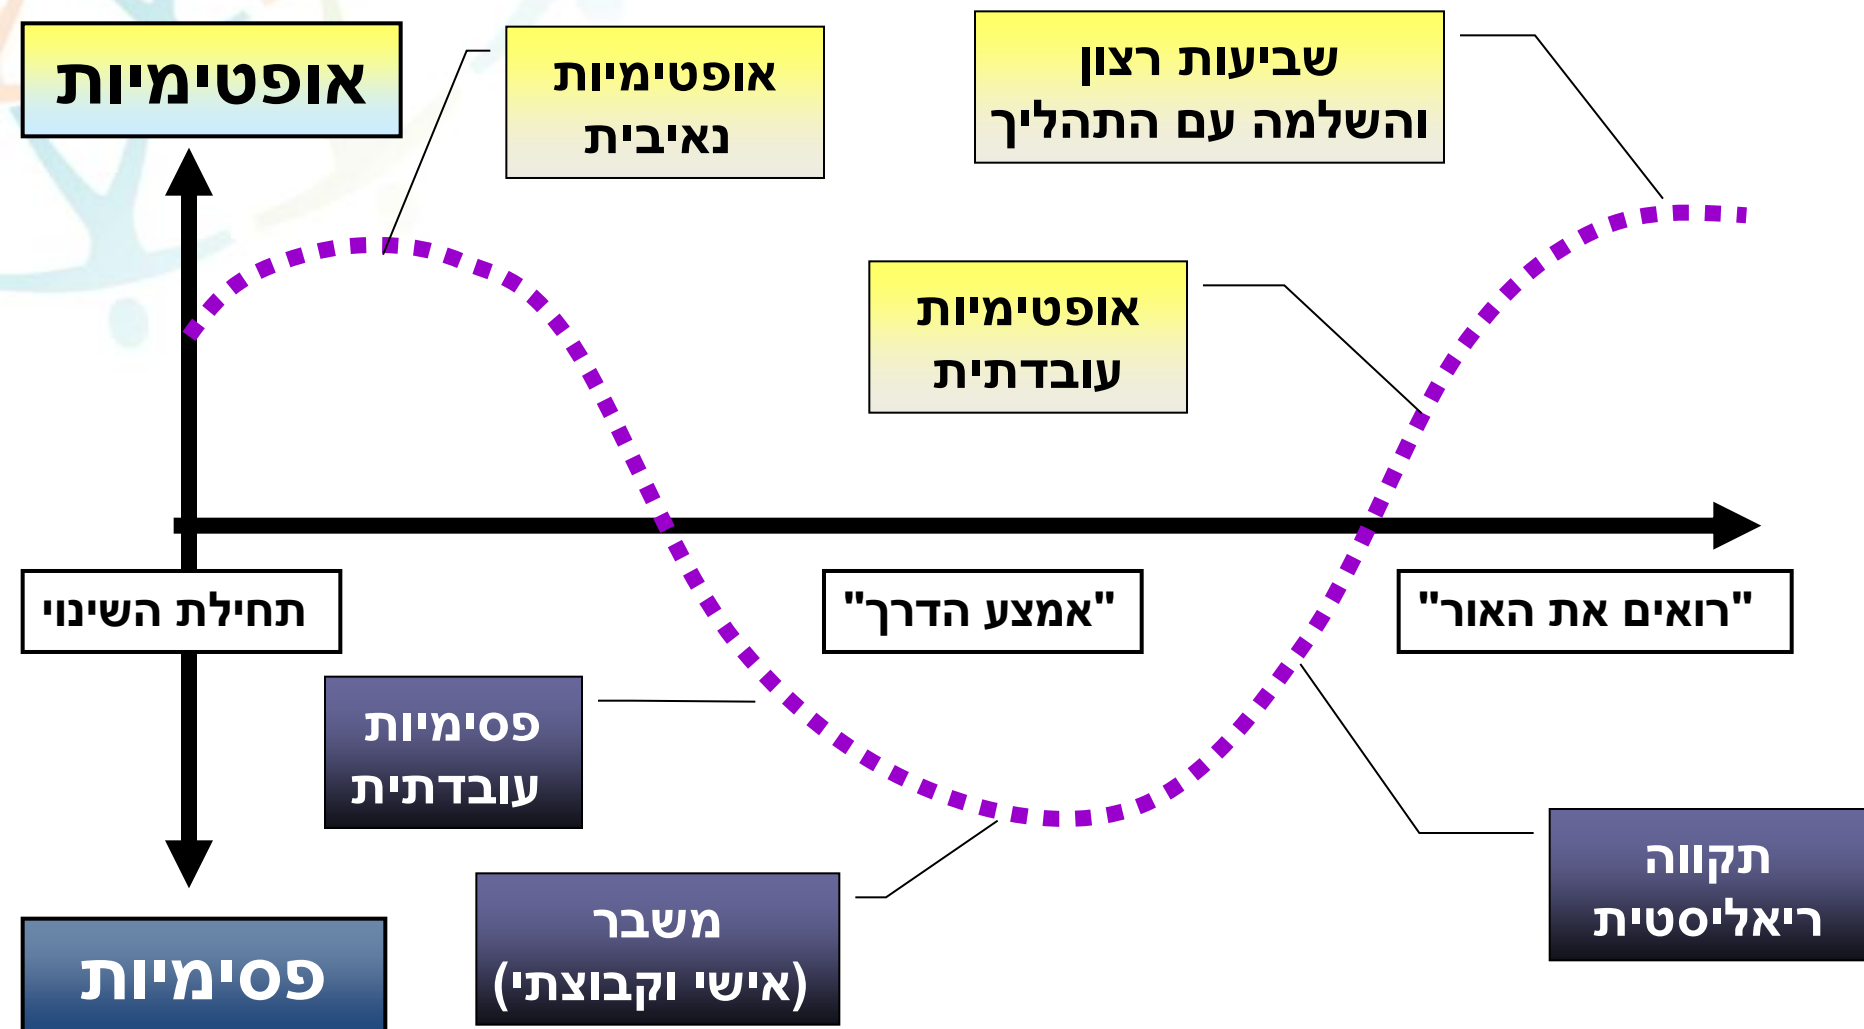 אופטימיות
אופטימיות
נאיבית
שביעות רצון
והשלמה עם התהליך
אופטימיות
עובדתית
תחילת השינוי
"אמצע הדרך"
"רואים את האור"
פסימיות
עובדתית
משבר
(אישי וקבוצתי)
תקווה
ריאליסטית
פסימיות